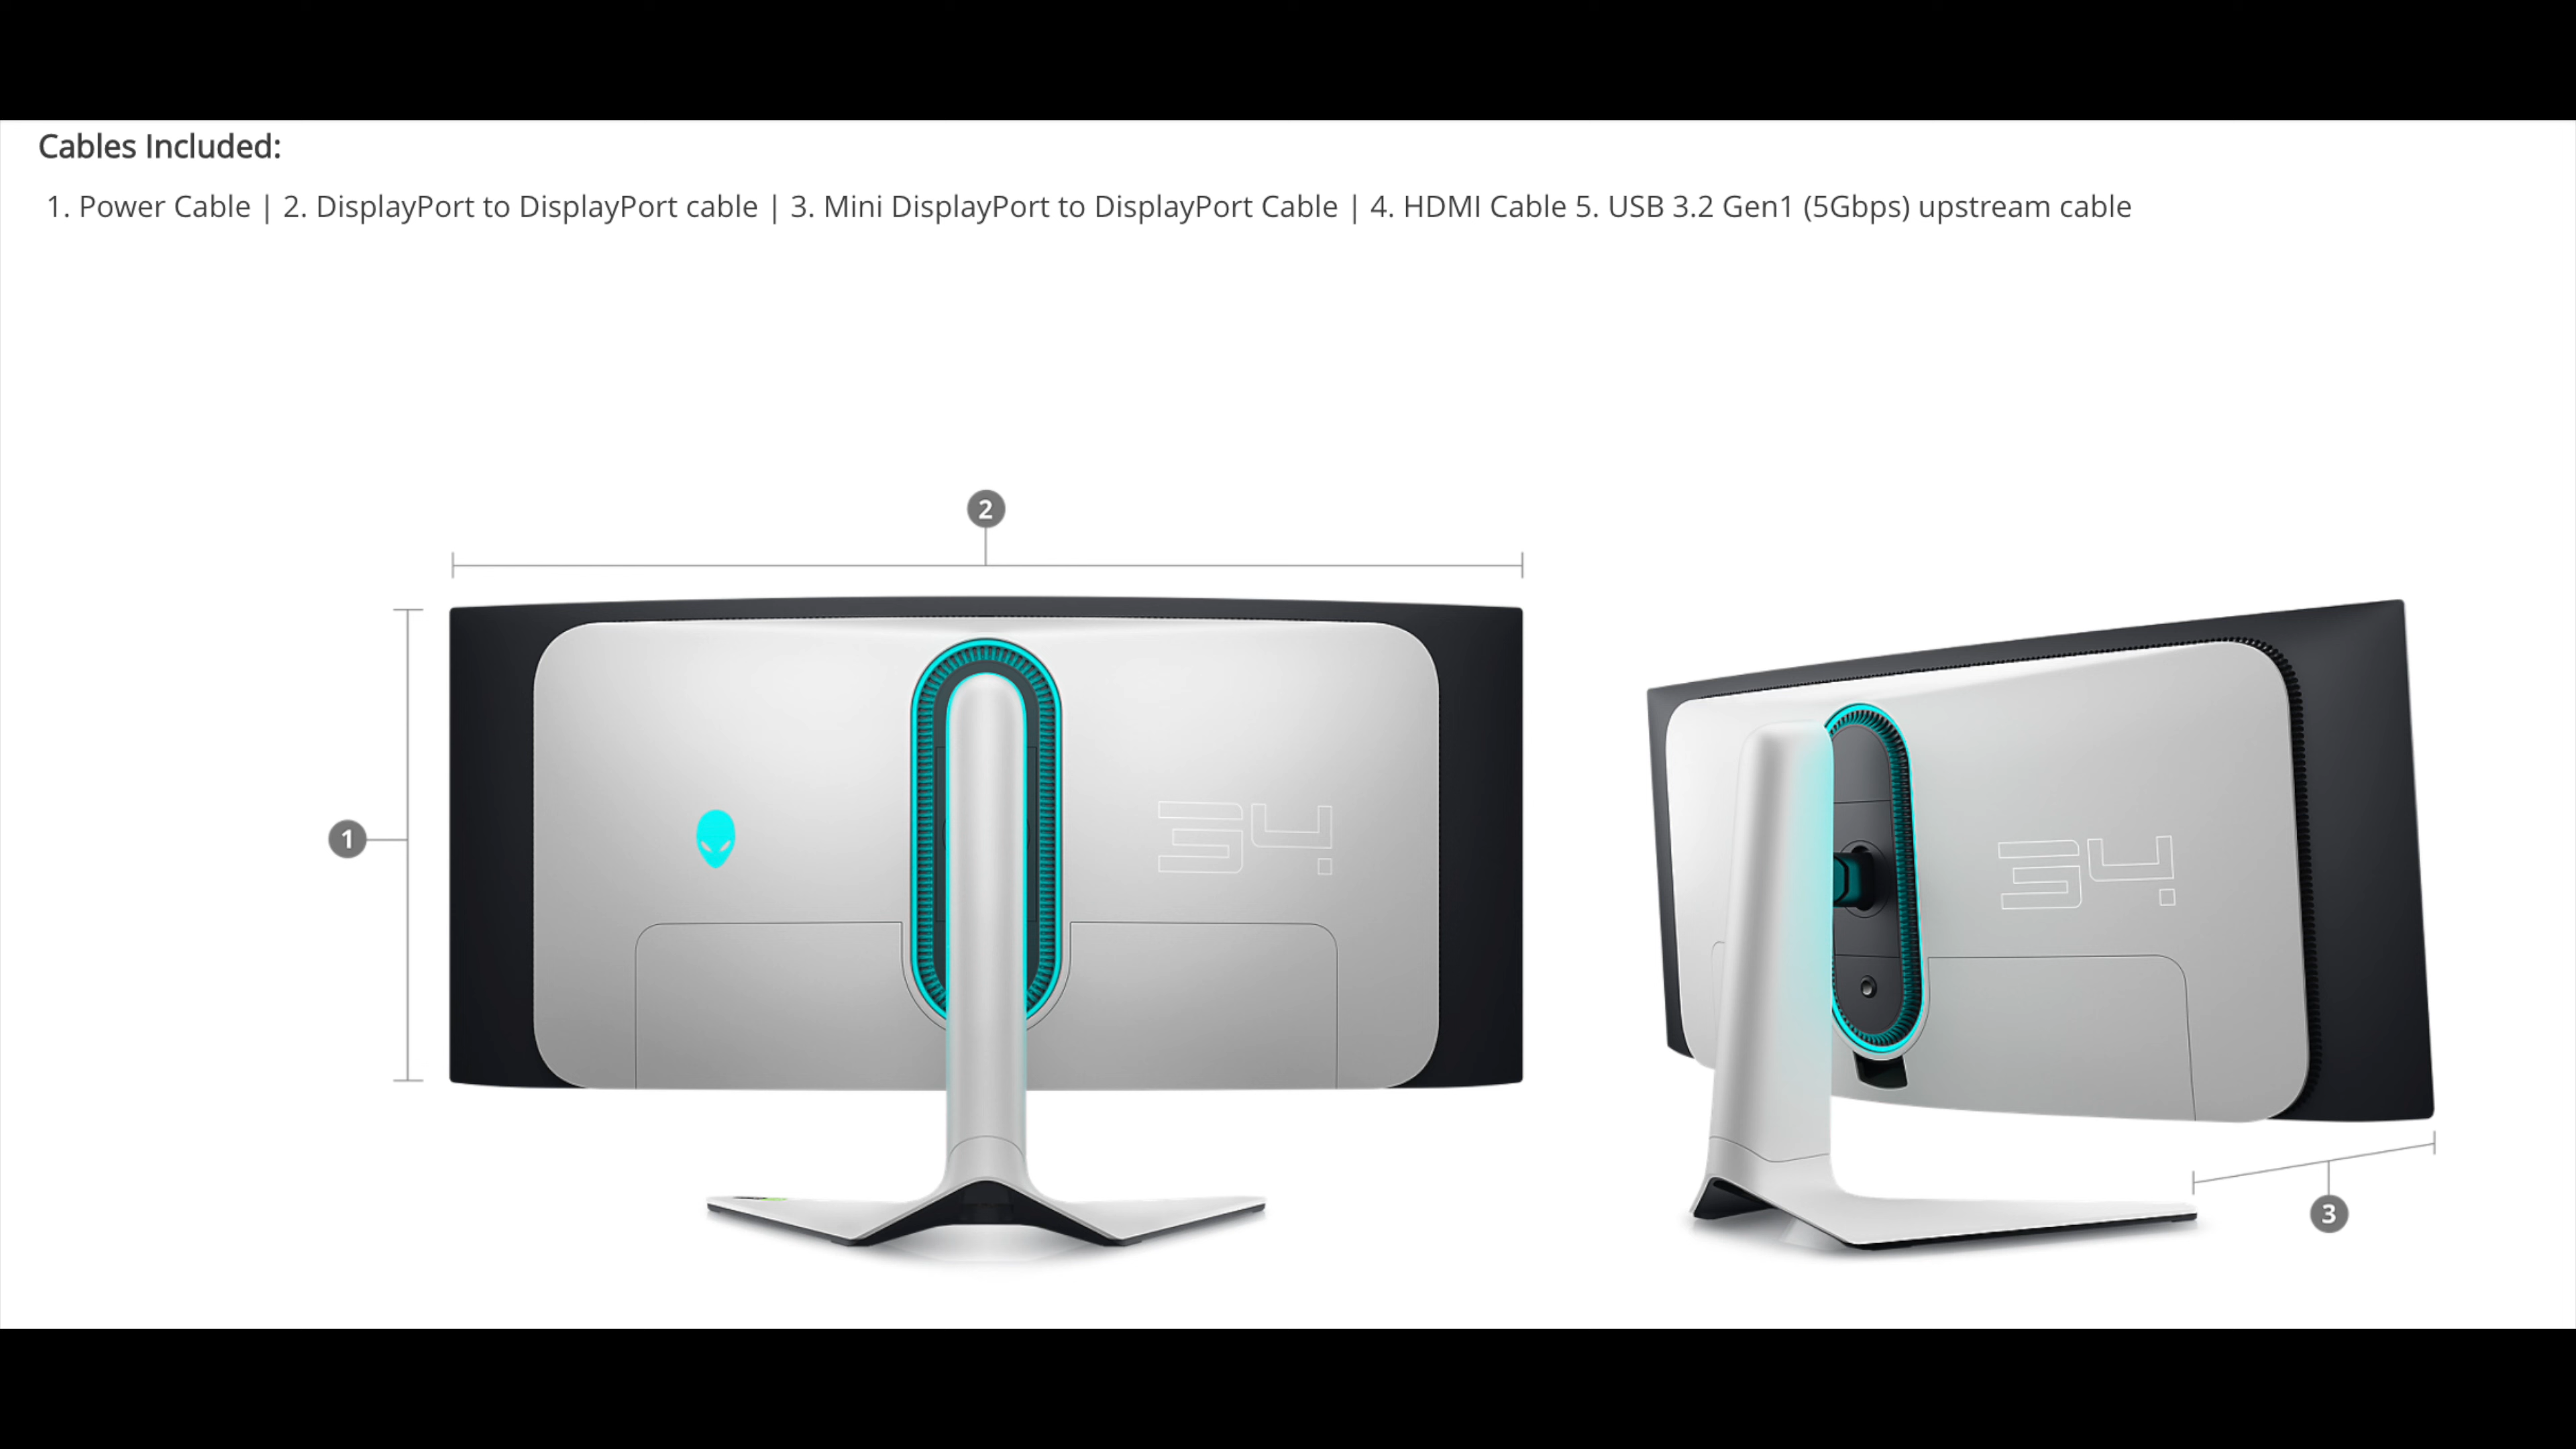 Cables Included:
1. Power Cable | 2. DisplayPort to DisplayPort cable | 3. Mini DisplayPort to DisplayPort Cable | 4. HDMI Cable 5. USB 3.2 Gen1 (5Gbps) upstream cable
2
1
34
34
3